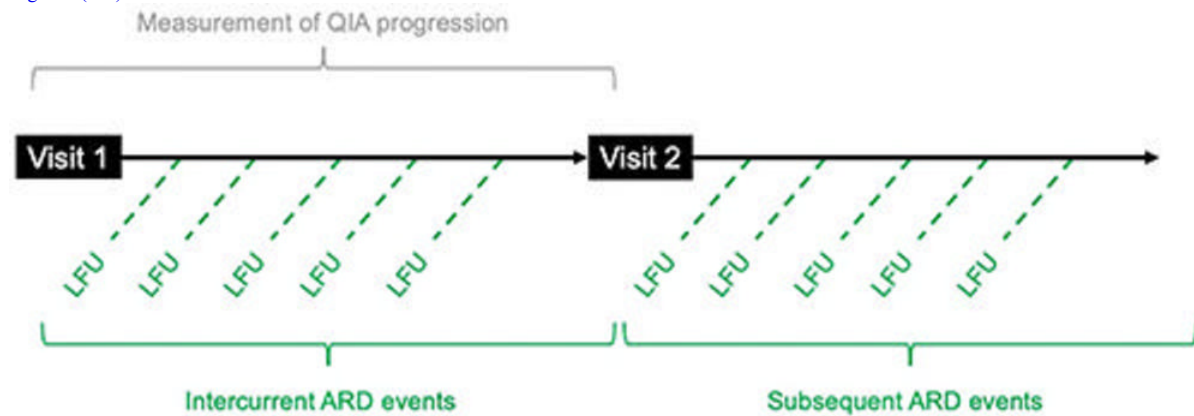 Measurement of QIA progression
Visit 1
Visit 2
LFU LFU LFU LFU LFU LFU LFU LFU LFU LFU
Intercurrent ARD events
Subsequent ARD events